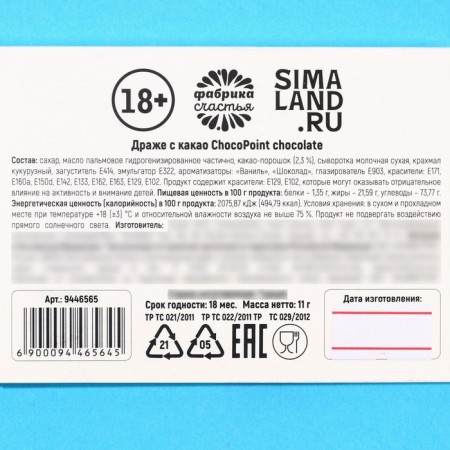 18+
фабрика
счастья
SIMA
LAND
.RU
Драже с какао ChocoPoint chocolate
Состав: сахар, масло пальмовое гидрогенизированное частично, какао-порошок (2,3 %), сыворотка молочная сухая, крахмал
кукурузный, загуститель Е414, эмульгатор Е322, ароматизаторы: «Ваниль», «Шоколад», глазирователь Е903, красители: Е171,
Е160а, Е150d, Е142, Е133, Е162, Е163, Е129, Е102. Продукт содержит красители: Е129, Е102, которые могут оказывать отрицательное
влияние на активность и внимание детей. Пищевая ценность в 100 г продукта: белки - 1,35 г, жиры - 21,59 г, углеводы - 73,77 г.
Энергетическая ценность (калорийность) в 100 г продукта: 2075,87 кДж (494,79 ккал). Условия хранения: в сухом и прохладном
месте при температуре +18 (±3) °С и относительной влажности воздуха не выше 75 %. Продукт не подвергать воздействию
прямого солнечного света. Изготовитель:
Арт.: 9446565
6 900094 465645
Срок годности: 18 мес. Масса нетто: 11 г
ТР ТС 021/2011 ТР ТС 022/2011 ТР ТС 029/2012
21
05
EAC
Дата изготовления: